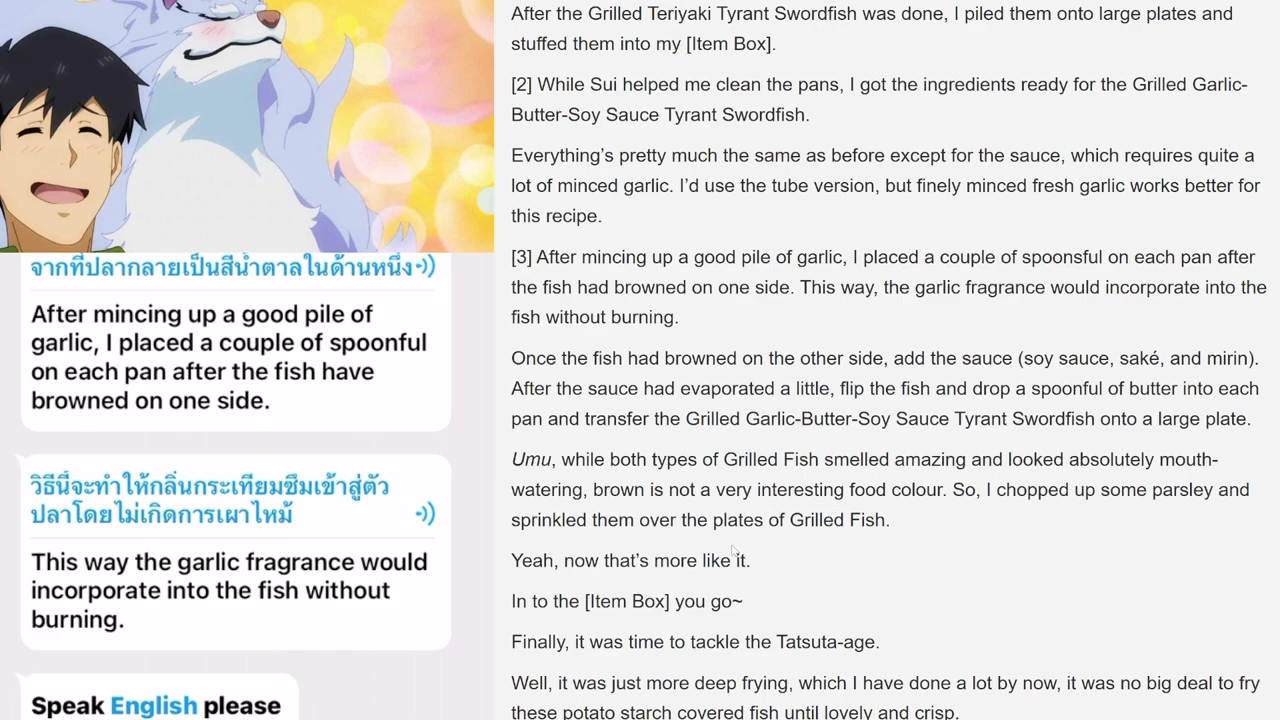 จากที่ปลากลายเป็นสีน้ำตาลในด้านหนึ่ง
After mincing up a good pile of
garlic, I placed a couple of spoonful
on each pan after the fish have
browned on one side.
วิธีนี้จะทำให้กลิ่นกระเทียมซึมเข้าสู่ตัว
ปลาโดยไม่เกิดการเผาไหม้
This way the garlic fragrance would
incorporate into the fish without
burning.
Speak English please
After the Grilled Teriyaki Tyrant Swordfish was done, I piled them onto large plates and
stuffed them into my [Item Box].
[2] While Sui helped me clean the pans, I got the ingredients ready for the Grilled Garlic-
Butter-Soy Sauce Tyrant Swordfish.
Everything’s pretty much the same as before except for the sauce, which requires quite a
lot of minced garlic. I’d use the tube version, but finely minced fresh garlic works better for
this recipe.
[3] After mincing up a good pile of garlic, I placed a couple of spoonsful on each pan after
the fish had browned on one side. This way, the garlic fragrance would incorporate into the
fish without burning.
Once the fish had browned on the other side, add the sauce (soy sauce, saké, and mirin).
After the sauce had evaporated a little, flip the fish and drop a spoonful of butter into each
pan and transfer the Grilled Garlic-Butter-Soy Sauce Tyrant Swordfish onto a large plate.
Umu, while both types of Grilled Fish smelled amazing and looked absolutely mouth-
watering, brown is not a very interesting food colour. So, I chopped up some parsley and
sprinkled them over the plates of Grilled Fish.
Yeah, now that’s more like it.
In to the [Item Box] you go~
Finally, it was time to tackle the Tatsuta-age.
Well, it was just more deep frying, which I have done a lot by now, it was no big deal to fry
these potato starch covered fish until lovely and crisp.